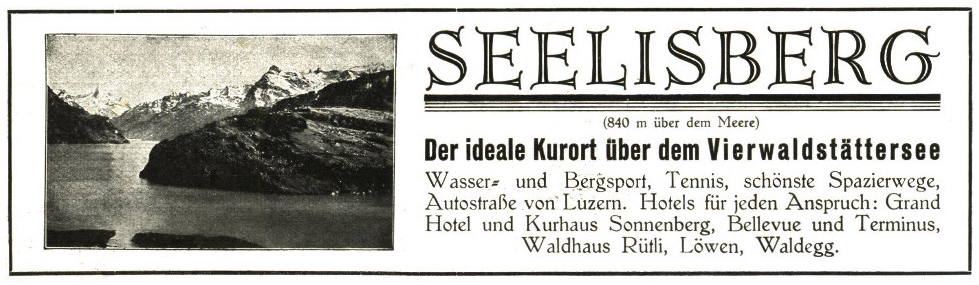 SEELISBERG
(840 m über dem Meere)
Der ideale Kurort über dem Vierwaldstättersee
Wasser- und Bergsport, Tennis, schönste Spazierwege,
Autostraße von Luzern. Hotels für jeden Anspruch: Grand
Hotel und Kurhaus Sonnenberg, Bellevue und Terminus,
Waldhaus Rütli, Löwen, Waldegg.